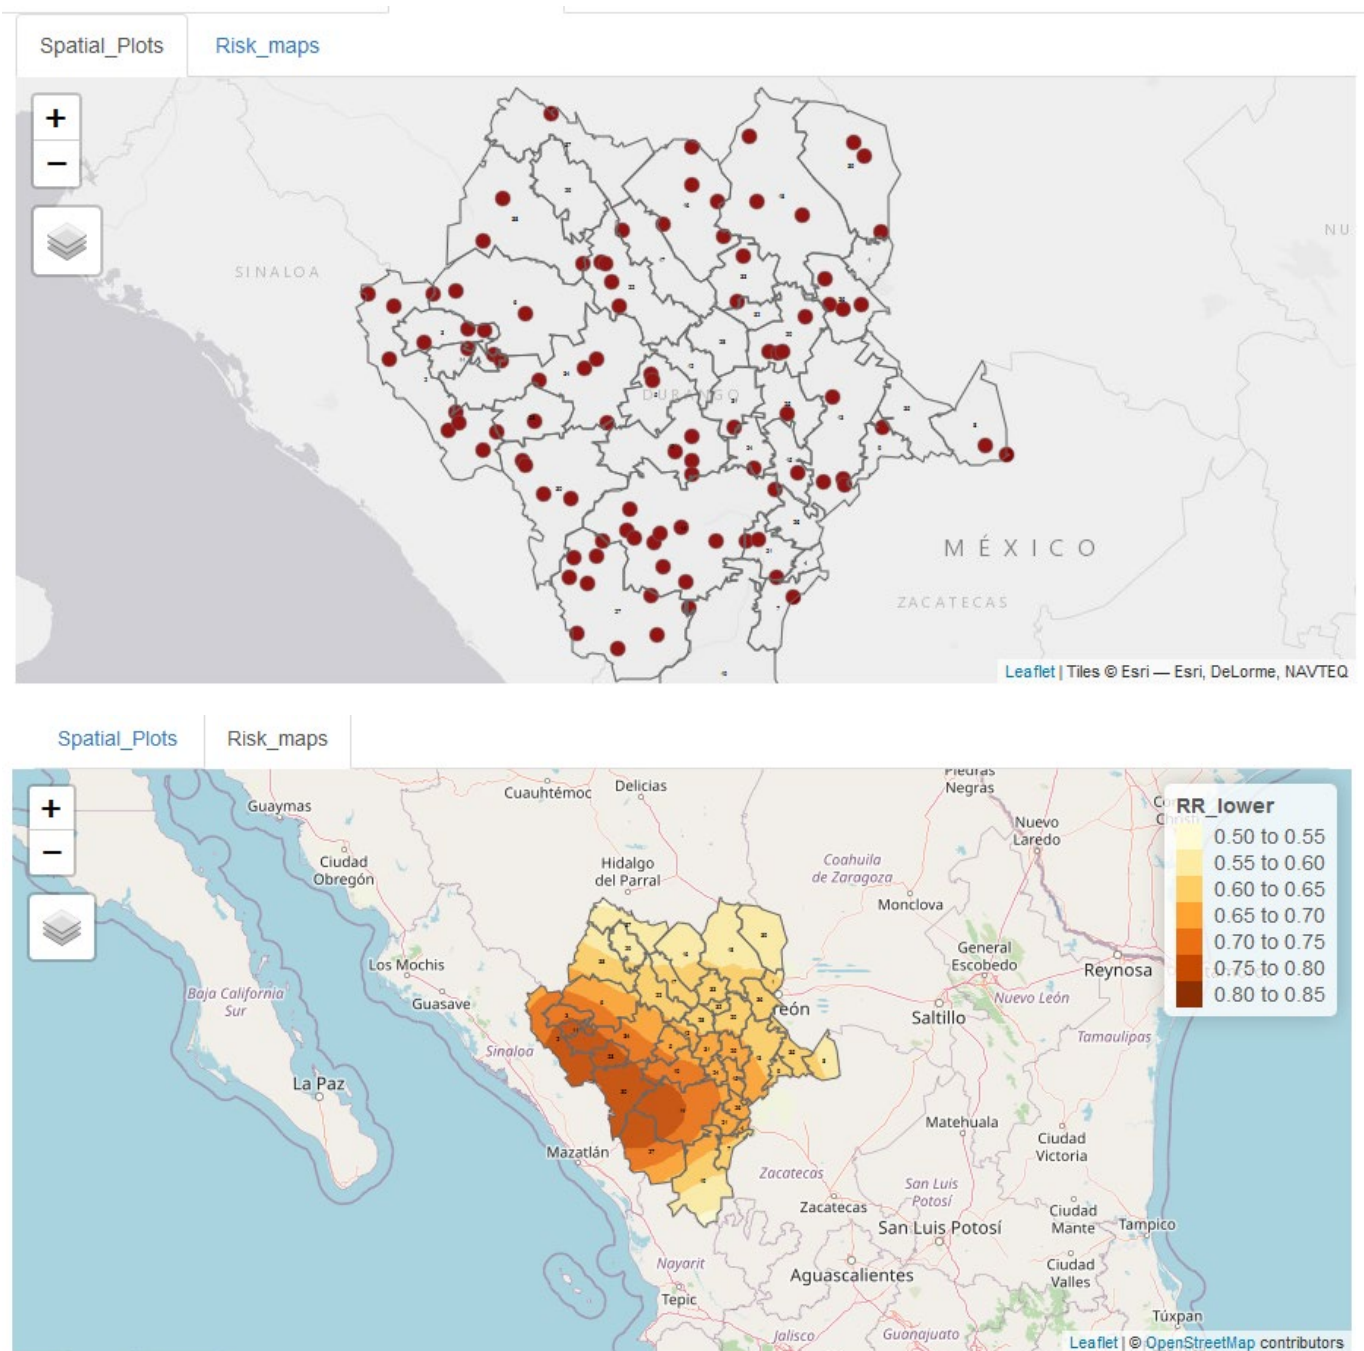 Spatial_Plots Risk_maps
+
−
SINALOA
NU
DURANGO
MÉXICO
ZACATECAS
Leaflet | Tiles © Esri — Esri, DeLorme, NAVTEQ
Spatial_Plots Risk_maps
+
−
Piedras
Negras
Guaymas
Cuauhtémoc
Delicias
RR_lower
0.50 to 0.55
0.55 to 0.60
0.60 to 0.65
0.65 to 0.70
0.70 to 0.75
0.75 to 0.80
0.80 to 0.85
Nuevo
Laredo
Ciudad
Obregón
Hidalgo
del Parral
Coahuila
de Zaragoza
Monclova
General
Escobedo
Reynosa
Los Mochis
Guasave
Baja California
Sur
Nuevo León
reón
Saltillo
Tamaulipas
Sinaloa
La Paz
Matehuala
Ciudad
Victoria
Mazatlán
Zacatecas
Zacatecas
San Luis
Potosí
San Luis Potosí
Ciudad
Mante
Tampico
Nayarit
Aguascalientes
Ciudad
Valles
Tepic
Túxpan
Jalisco
Guanajuato
Leaflet | © OpenStreetMap contributors